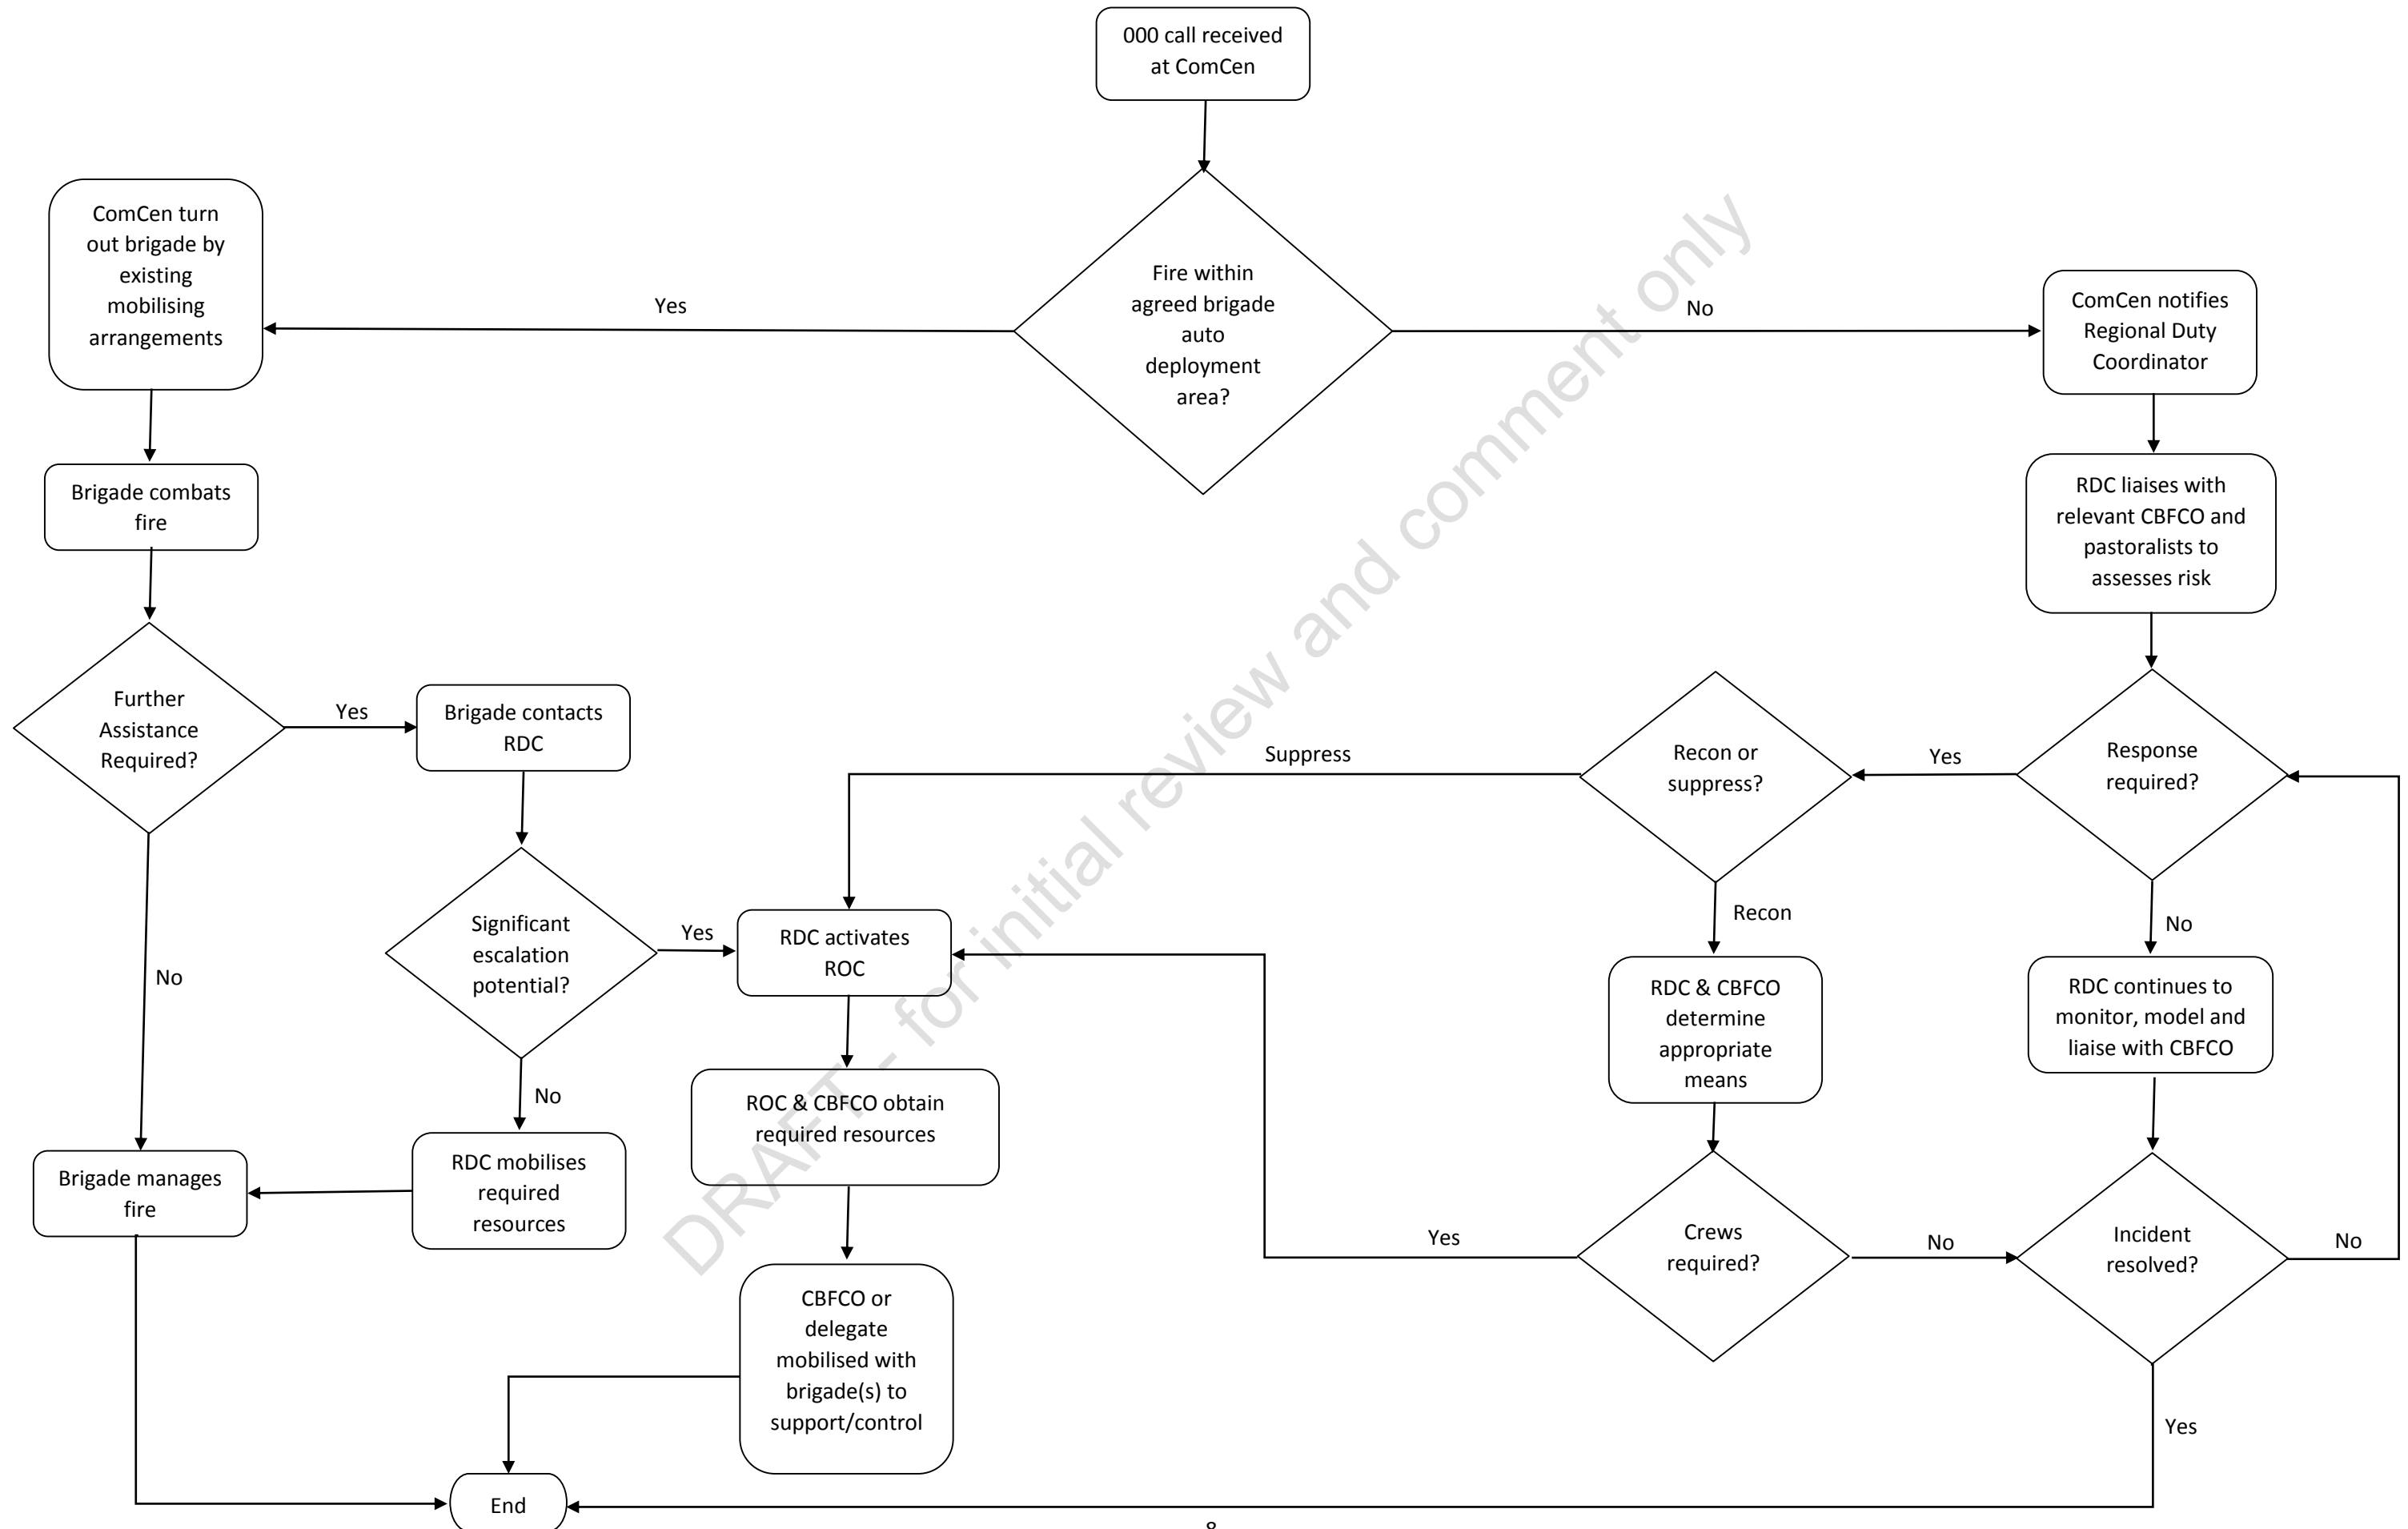 000 call received
at ComCen
Fire within
agreed brigade
auto
deployment
area?
Yes
No
ComCen turn
out brigade by
existing
mobilising
arrangements
ComCen notifies
Regional Duty
Coordinator
Brigade combats
fire
RDC liaises with
relevant CBFCO and
pastoralists to
assesses risk
Further
Assistance
Required?
Yes
Brigade contacts
RDC
Suppress
Recon or
suppress?
Yes
Response
required?
No
Significant
escalation
potential?
Yes
RDC activates
ROC
Recon
No
RDC & CBFCO
determine
appropriate
means
RDC continues to
monitor, model and
liaise with CBFCO
No
ROC & CBFCO obtain
required resources
Brigade manages
fire
RDC mobilises
required
resources
Yes
Crews
required?
No
Incident
resolved?
No
CBFCO or
delegate
mobilised with
brigade(s) to
support/control
Yes
End
DRAFT - for initial review and comment only